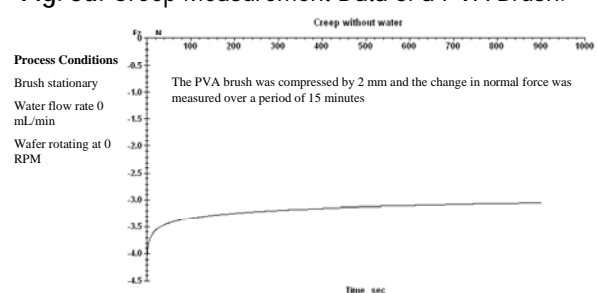 Creep without water
Fz N
0
100 200 300 400 500 600 700 800 900 1000
Process Conditions
Brush stationary
Water flow rate 0
mL/min
Wafer rotating at 0
RPM
The PVA brush was compressed by 2 mm and the change in normal force was
measured over a period of 15 minutes
-0.5
-1.0
-1.5
-2.0
-2.5
-3.0
-3.5
-4.0
-4.5
Time sec